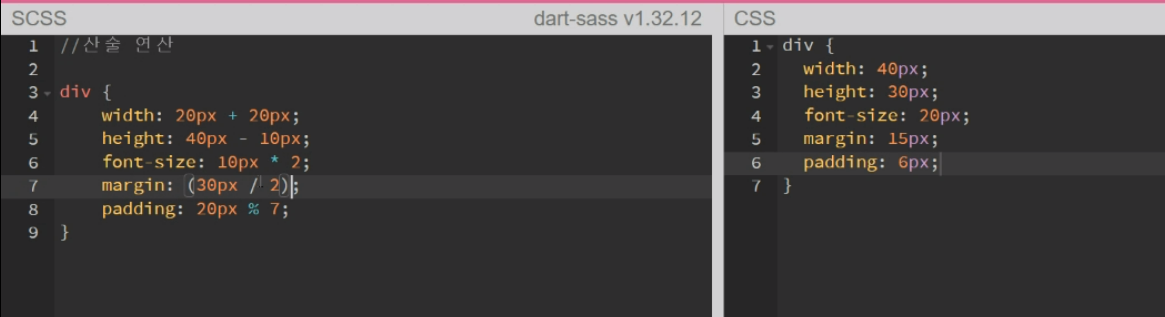 SCSS
dart-sass v1.32.12
1 //산술 연산
2
3 div {
4 width: 20px + 20px;
5 height: 40px - 10px;
6 font-size: 10px * 2;
7 margin: (30px / 2);
8 padding: 20px % 7;
9 }
CSS
1 div {
2 width: 40px;
3 height: 30px;
4 font-size: 20px;
5 margin: 15px;
6 padding: 6px;
7 }